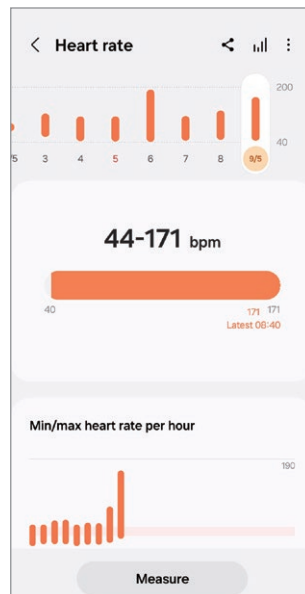 Heart rate
200
40
/5 3 4 5 6 7 8 9/5
44-171 bpm
40 171 171
Latest 08:40
Min/max heart rate per hour
190
Measure